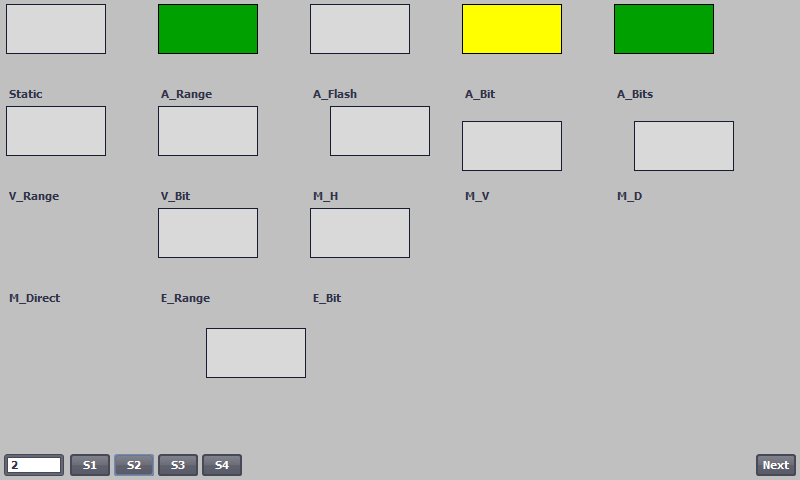 Static A_Range A_Flash A_Bit A_Bits
V_Range V_Bit M_H M_V M_D
M_Direct E_Range E_Bit
2 S1 S2 S3 S4 Next